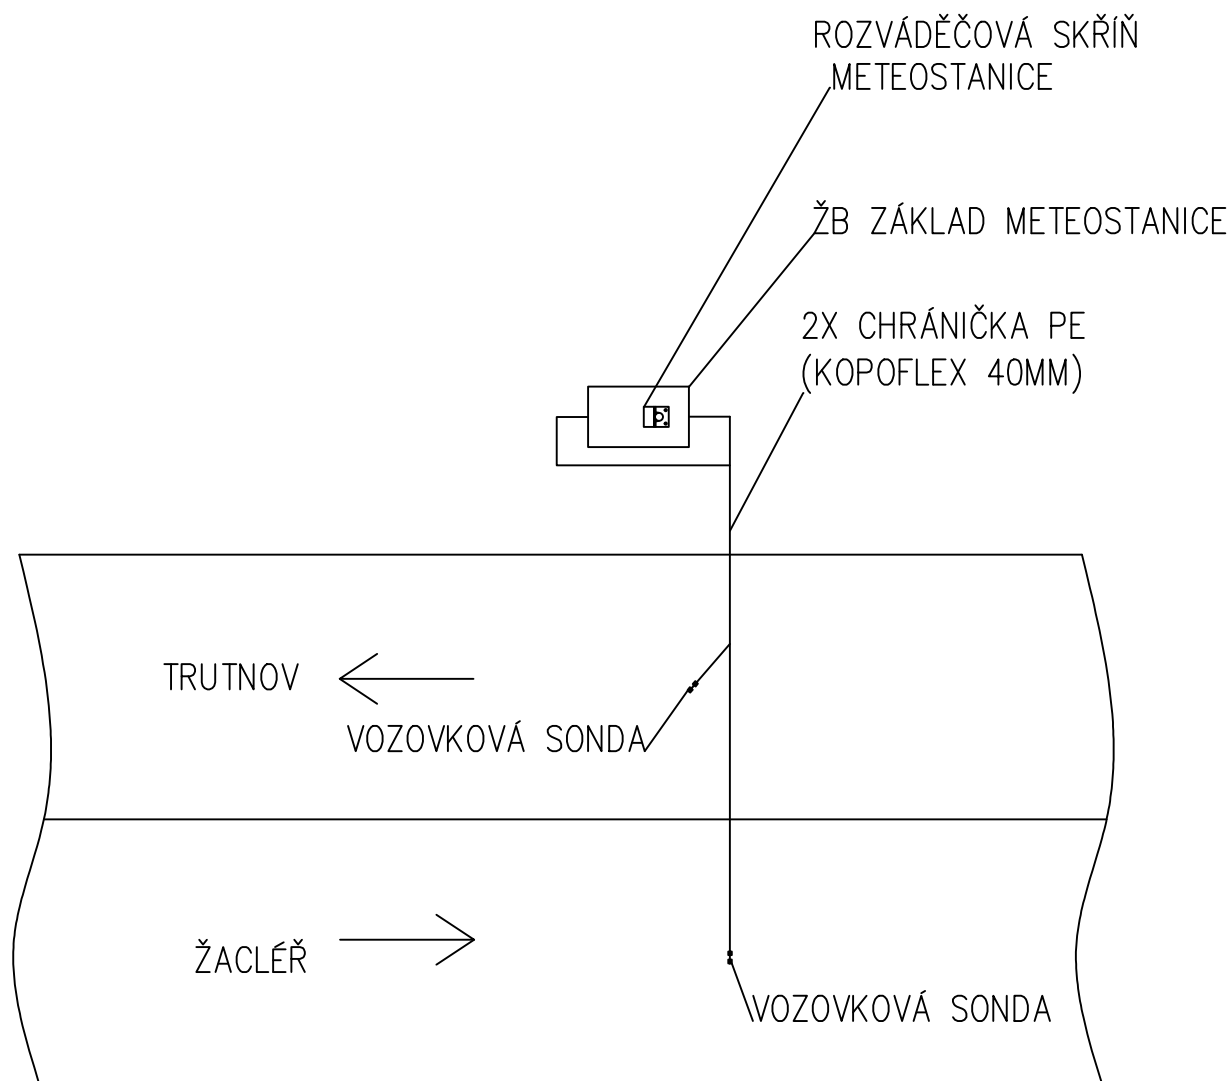 ROZVÁDĚČOVÁ SKŘÍŇ
METEOSTANICE
ŽB ZÁKLAD METEOSTANICE
2X CHRÁNIČKA PE
(KOPOFLEX 40MM)
TRUTNOV
VOZOVKOVÁ SONDA
ŽACLÉŘ
VOZOVKOVÁ SONDA